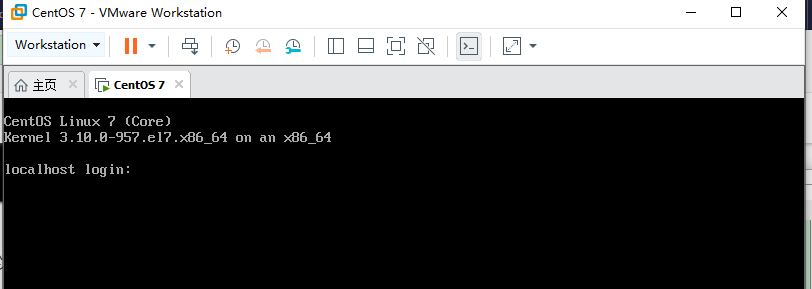 CentOS 7 - VMware Workstation
Workstation
主页
CentOS 7
CentOS Linux 7 (Core)
Kernel 3.10.0-957.el7.x86_64 on an x86_64
localhost login: